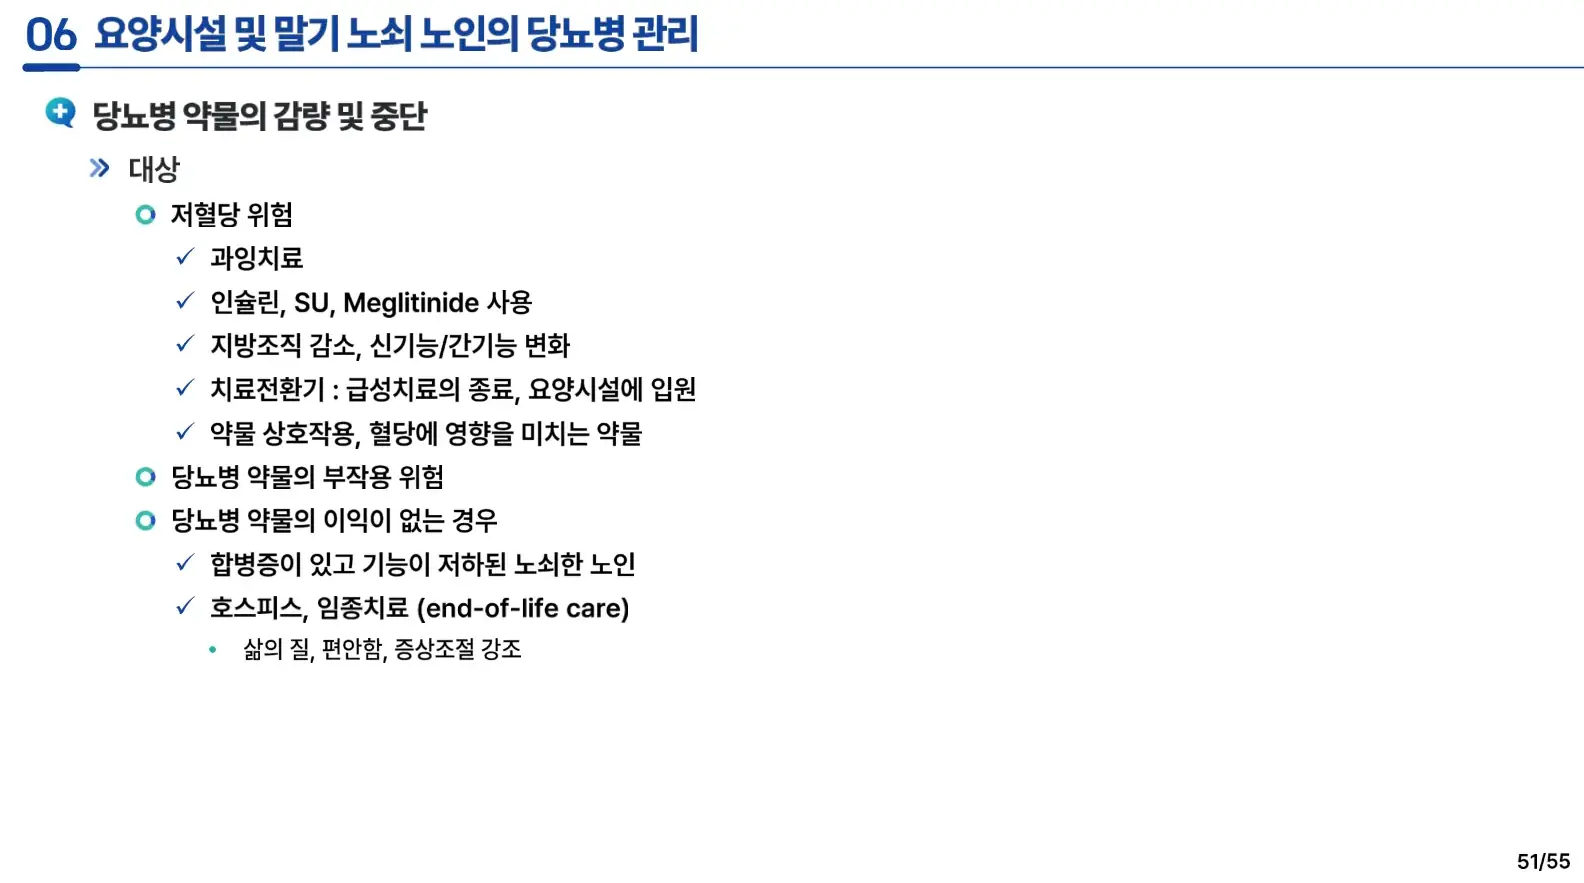 06 요양시설 및 말기 노쇠 노인의 당뇨병 관리
당뇨병 약물의 감량 및 중단
대상
저혈당 위험
과잉치료
인슐린, SU, Meglitinide 사용
지방조직 감소, 신기능/간기능 변화
치료전환기 : 급성치료의 종료, 요양시설에 입원
약물 상호작용, 혈당에 영향을 미치는 약물
당뇨병 약물의 부작용 위험
당뇨병 약물의 이익이 없는 경우
합병증이 있고 기능이 저하된 노쇠한 노인
호스피스, 임종치료 (end-of-life care)
삶의 질, 편안함, 증상조절 강조
51/55